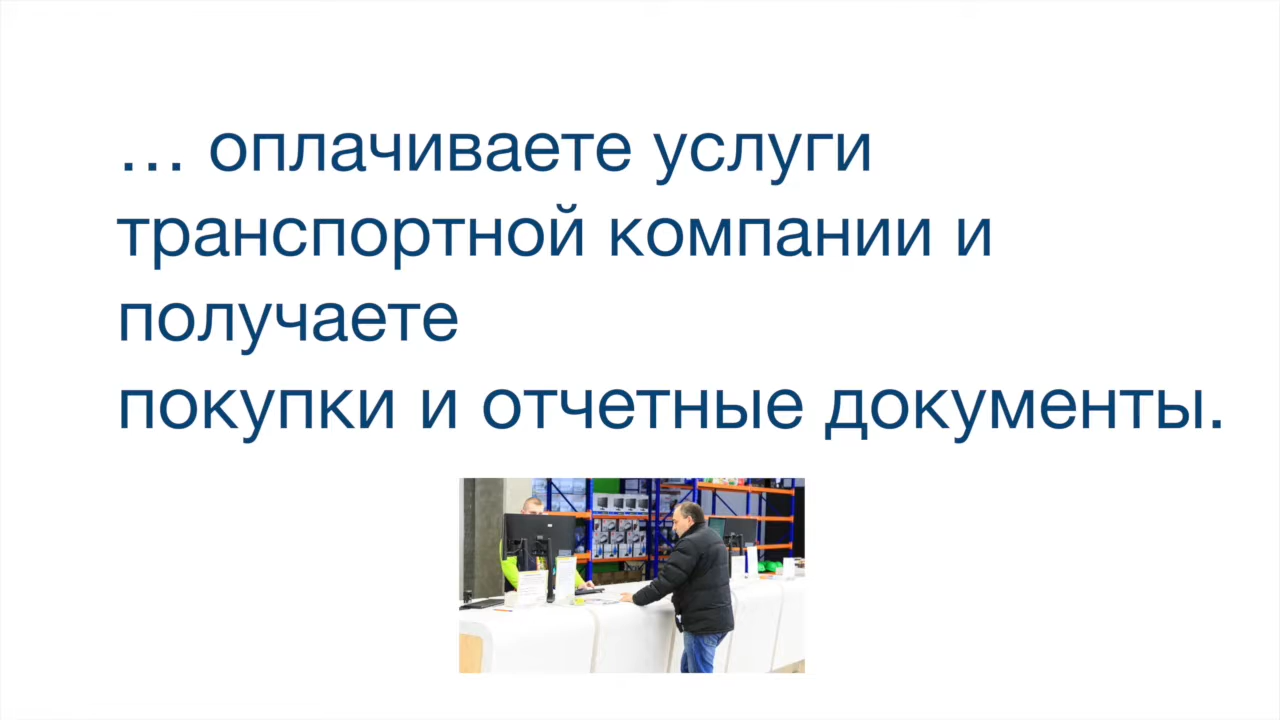 ... оплачиваете услуги
транспортной компании и
получаете
покупки и отчетные документы.